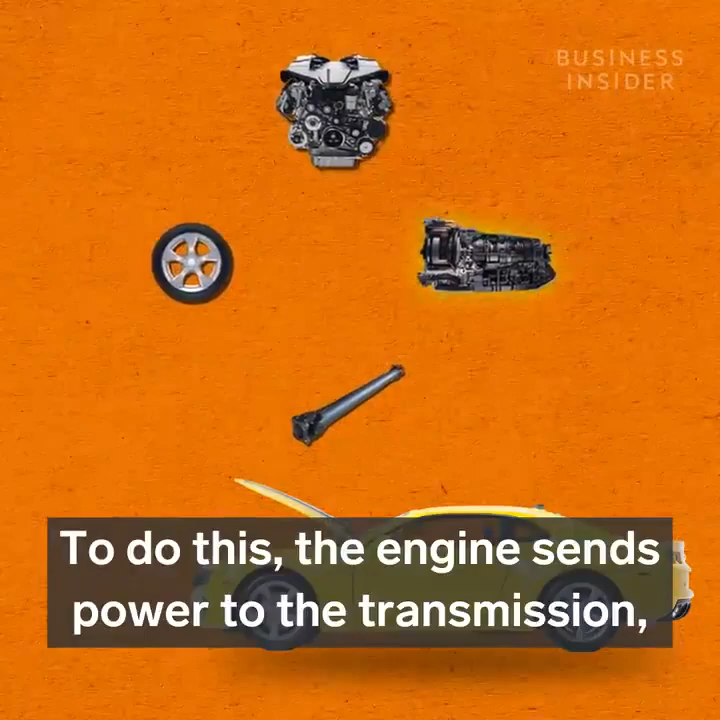 BUSINESS
INSIDER
To do this, the engine sends
power to the transmission,